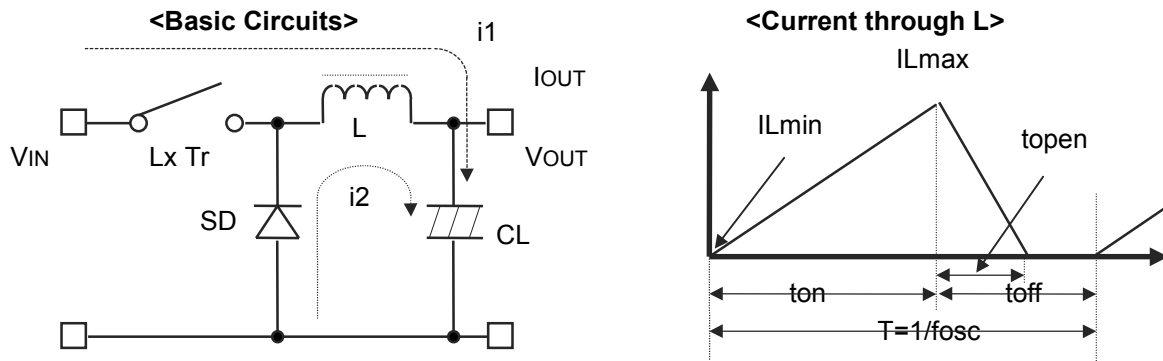 <Basic Circuits>
i1
IOUT
VIN
Lx Tr
L
VOUT
i2
SD
CL
<Current through L>
ILmax
ILmin
topen
ton
toff
T=1/fosc